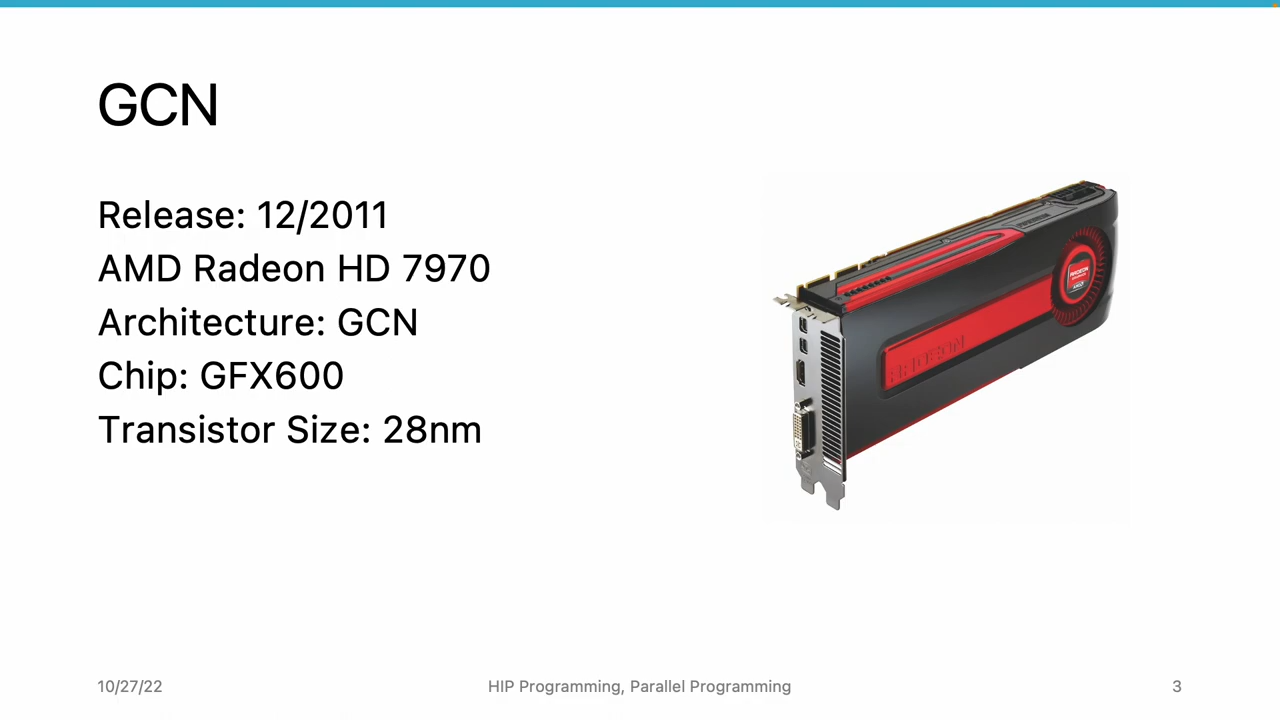 GCN
Release: 12/2011
AMD Radeon HD 7970
Architecture: GCN
Chip: GFX600
Transistor Size: 28nm
RADEON
10/27/22
HIP Programming, Parallel Programming
3